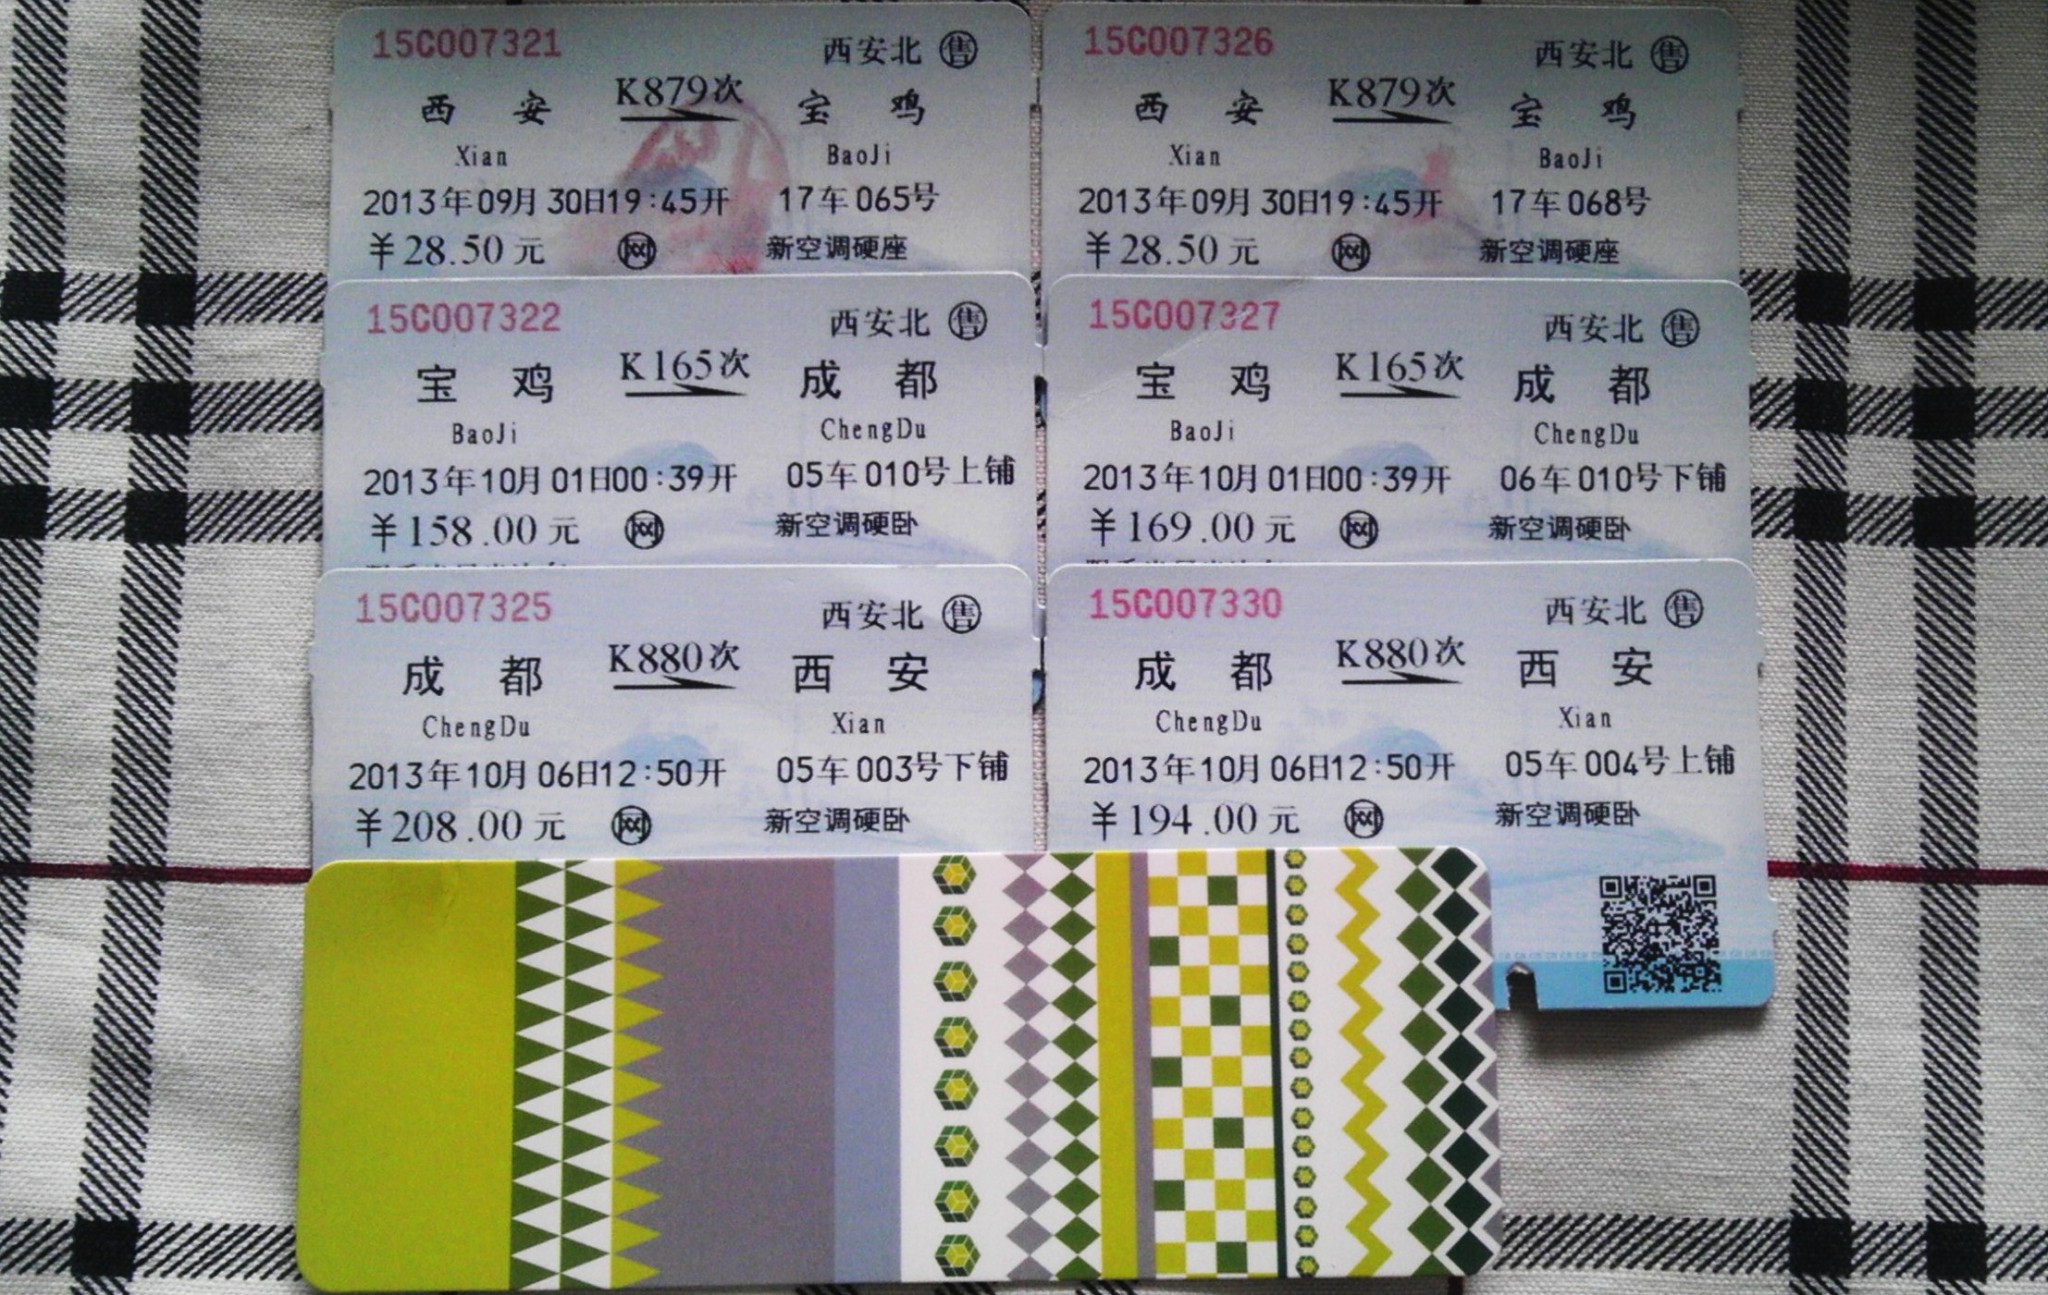 15C007321 西安北 售
西安 K879次 宝鸡
Xian BaoJi
2013年09月30日19:45开 17车065号
￥28.50元 网 新空调硬座
15C007326 西安北 售
西安 K879次 宝鸡
Xian BaoJi
2013年09月30日19:45开 17车068号
￥28.50元 网 新空调硬座
15C007322 西安北 售
宝鸡 K165次 成都
BaoJi ChengDu
2013年10月01日00:39开 05车010号上铺
￥158.00元 网 新空调硬卧
15C007327 西安北 售
宝鸡 K165次 成都
BaoJi ChengDu
2013年10月01日00:39开 06车010号下铺
￥169.00元 网 新空调硬卧
15C007325 西安北 售
成都 K880次 西安
ChengDu Xian
2013年10月06日12:50开 05车003号下铺
￥208.00元 网 新空调硬卧
15C007330 西安北 售
成都 K880次 西安
ChengDu Xian
2013年10月06日12:50开 05车004号上铺
￥194.00元 网 新空调硬卧